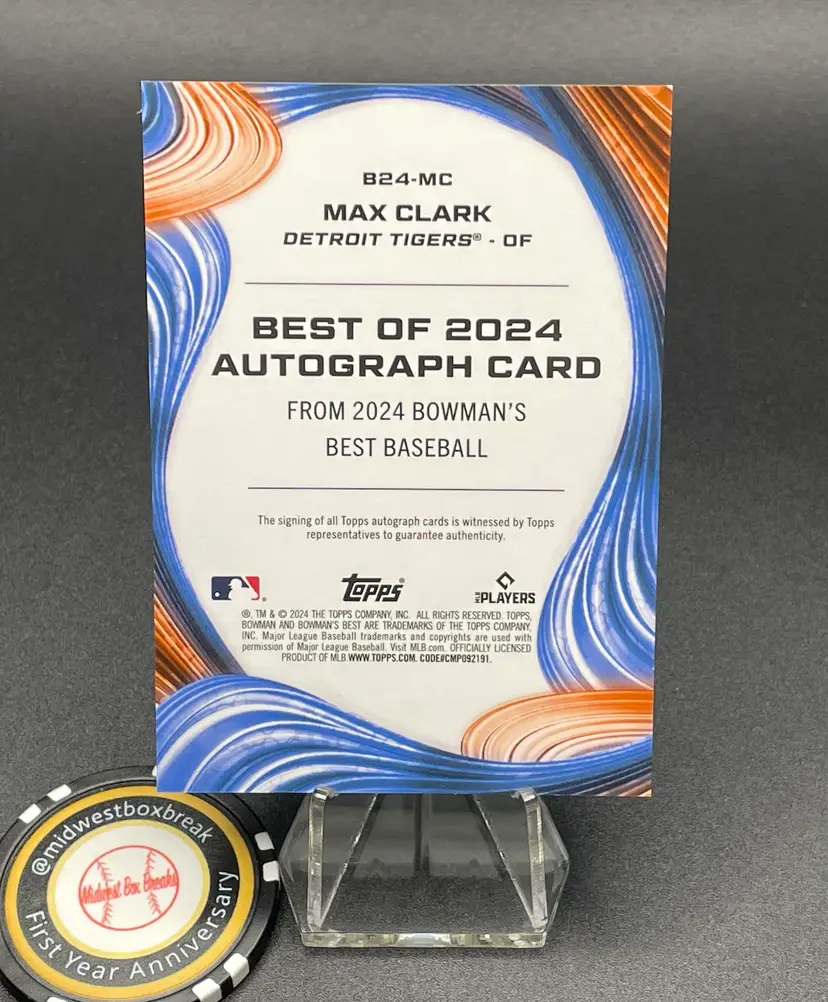 B24-MC
MAX CLARK
DETROIT TIGERS® - OF
BEST OF 2024
AUTOGRAPH CARD
FROM 2024 BOWMAN'S
BEST BASEBALL
The signing of all Topps autograph cards is witnessed by Topps
representatives to guarantee authenticity.
topps®
MLB PLAYERS
®, TM & © 2024 THE TOPPS COMPANY, INC. ALL RIGHTS RESERVED. TOPPS,
BOWMAN AND BOWMAN'S BEST ARE TRADEMARKS OF THE TOPPS COMPANY,
INC. Major League Baseball trademarks and copyrights are used with
permission of Major League Baseball. Visit MLB.com. OFFICIALLY LICENSED
PRODUCT OF MLB. WWW.TOPPS.COM. CODE#CMP092191.
@midwestboxbreak
Midwest Box Breaks
First Year Anniversary